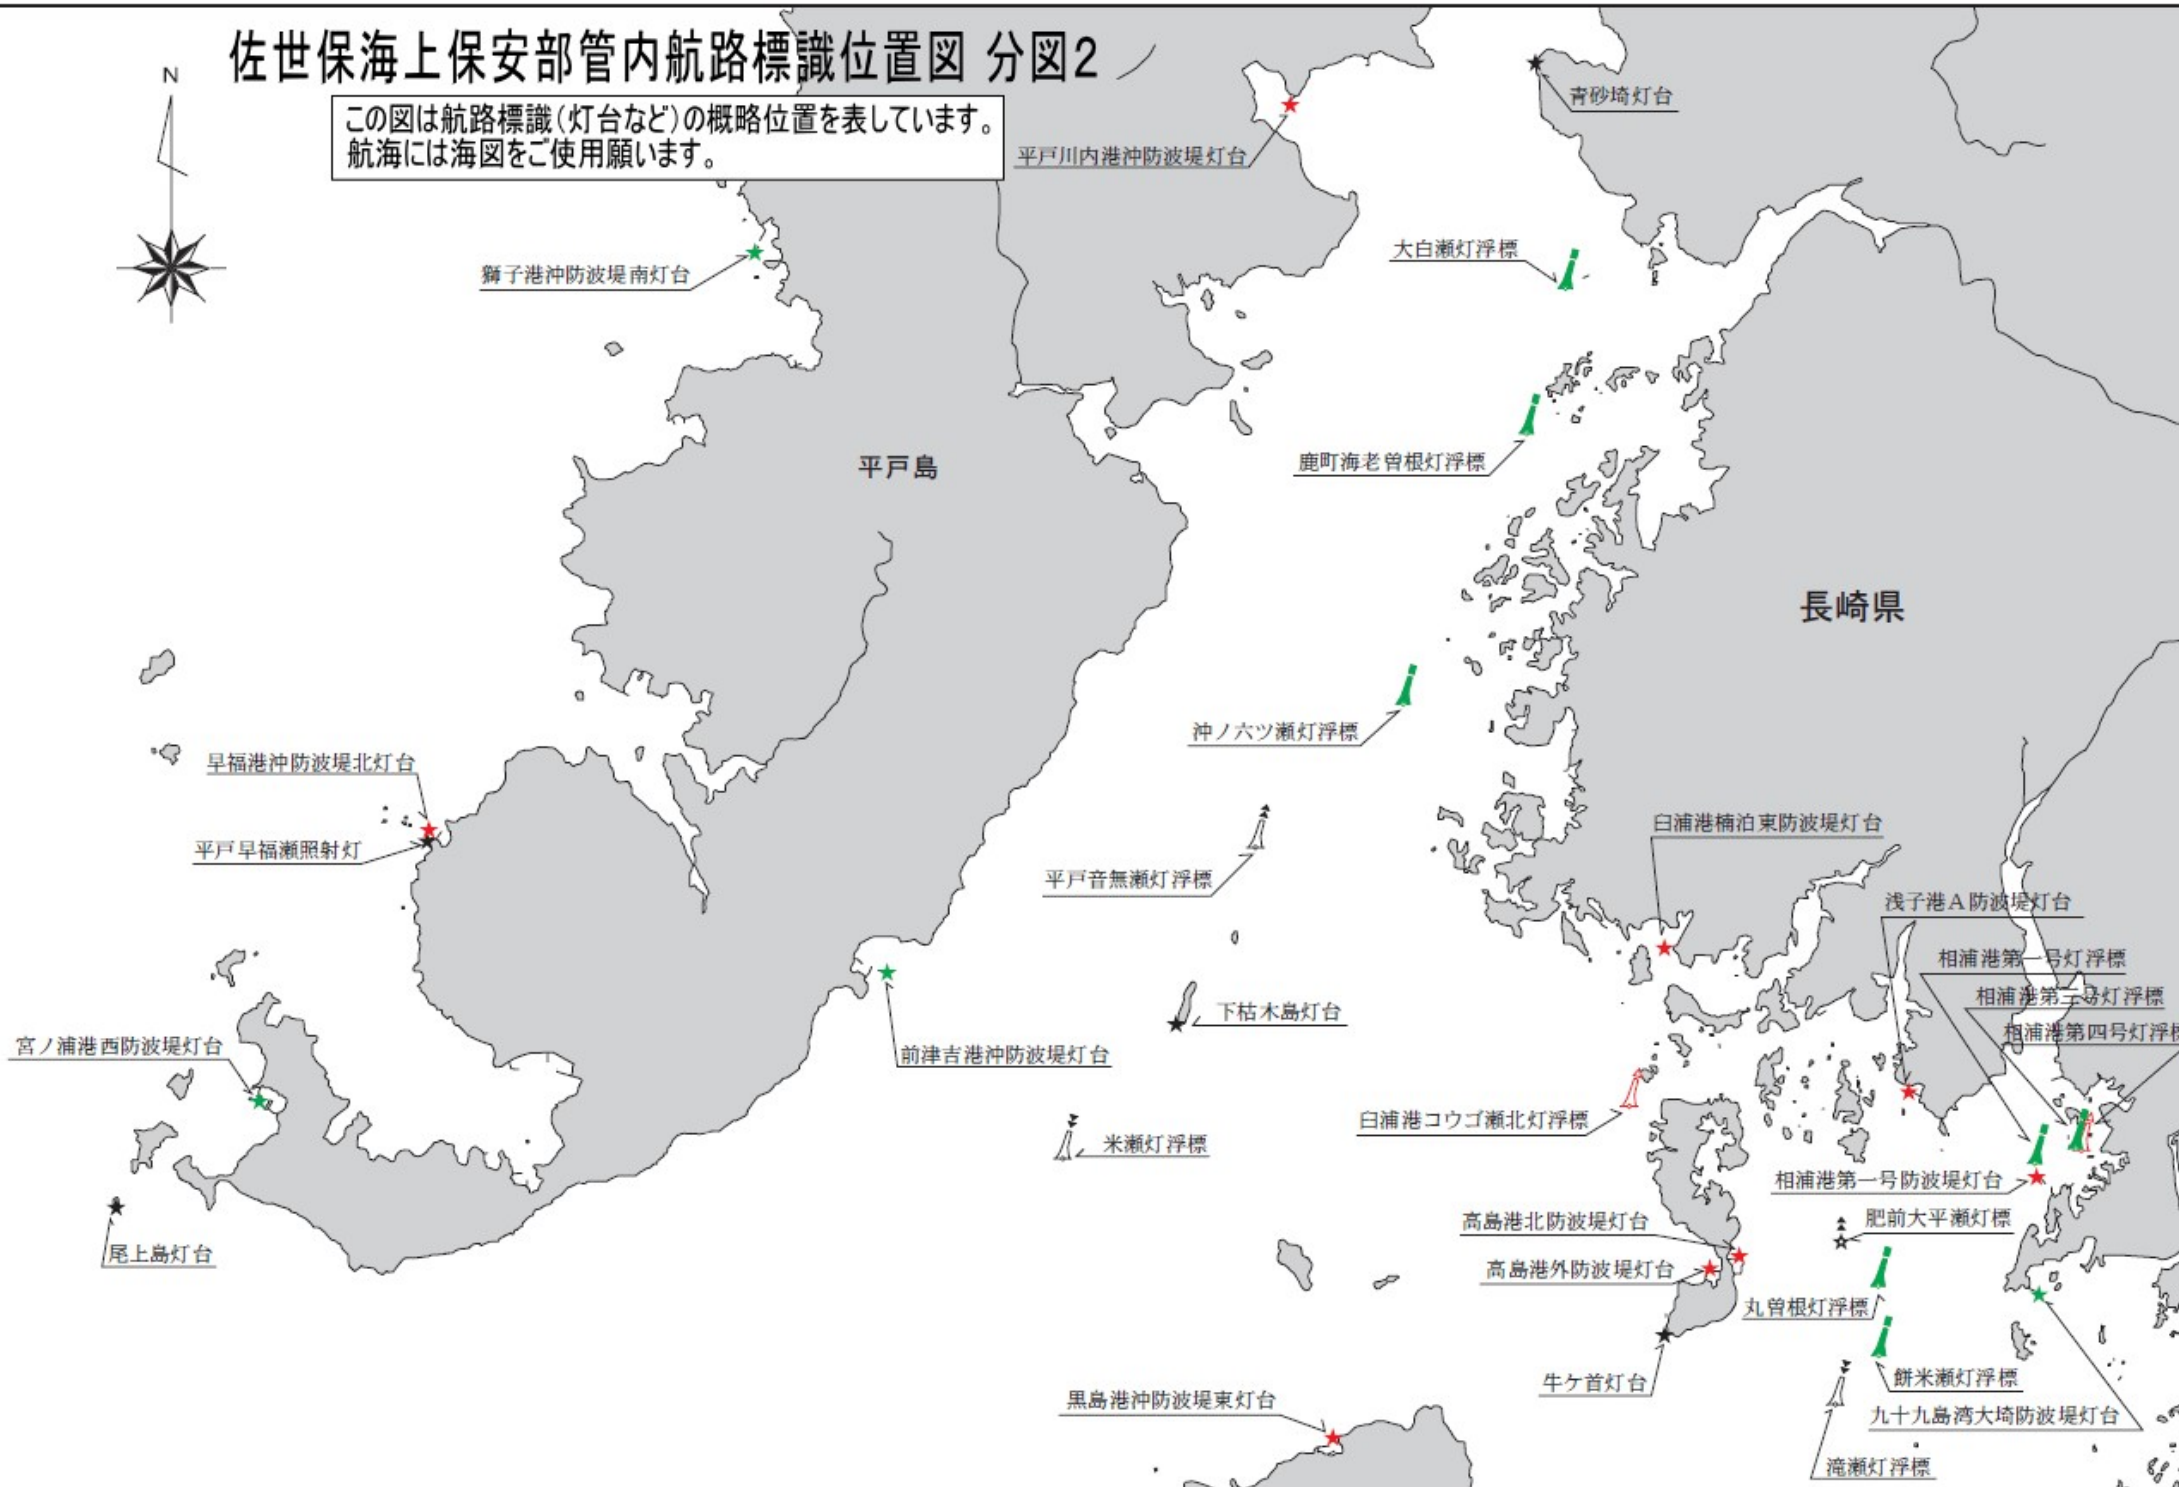 佐世保海上保安部管内航路標識位置図 分図2
N
この図は航路標識(灯台など)の概略位置を表しています。
航海には海図をご使用願います。
青砂埼灯台
平戸川内港沖防波堤灯台
大白瀬灯浮標
獅子港沖防波堤南灯台
鹿町海老曽根灯浮標
平戸島
長崎県
沖ノ六ツ瀬灯浮標
早福港沖防波堤北灯台
平戸早福瀬照射灯
臼浦港楠泊東防波堤灯台
平戸音無瀬灯浮標
浅子港A防波堤灯台
相浦港第一号灯浮標
相浦港第三号灯浮標
下枯木島灯台
相浦港第四号灯浮標
宮ノ浦港西防波堤灯台
前津吉港沖防波堤灯台
臼浦港コウゴ瀬北灯浮標
米瀬灯浮標
相浦港第一号防波堤灯台
高島港北防波堤灯台
肥前大平瀬灯標
尾上島灯台
高島港外防波堤灯台
丸曽根灯浮標
牛ケ首灯台
餅米瀬灯浮標
黒島港沖防波堤東灯台
九十九島湾大埼防波堤灯台
滝瀬灯浮標